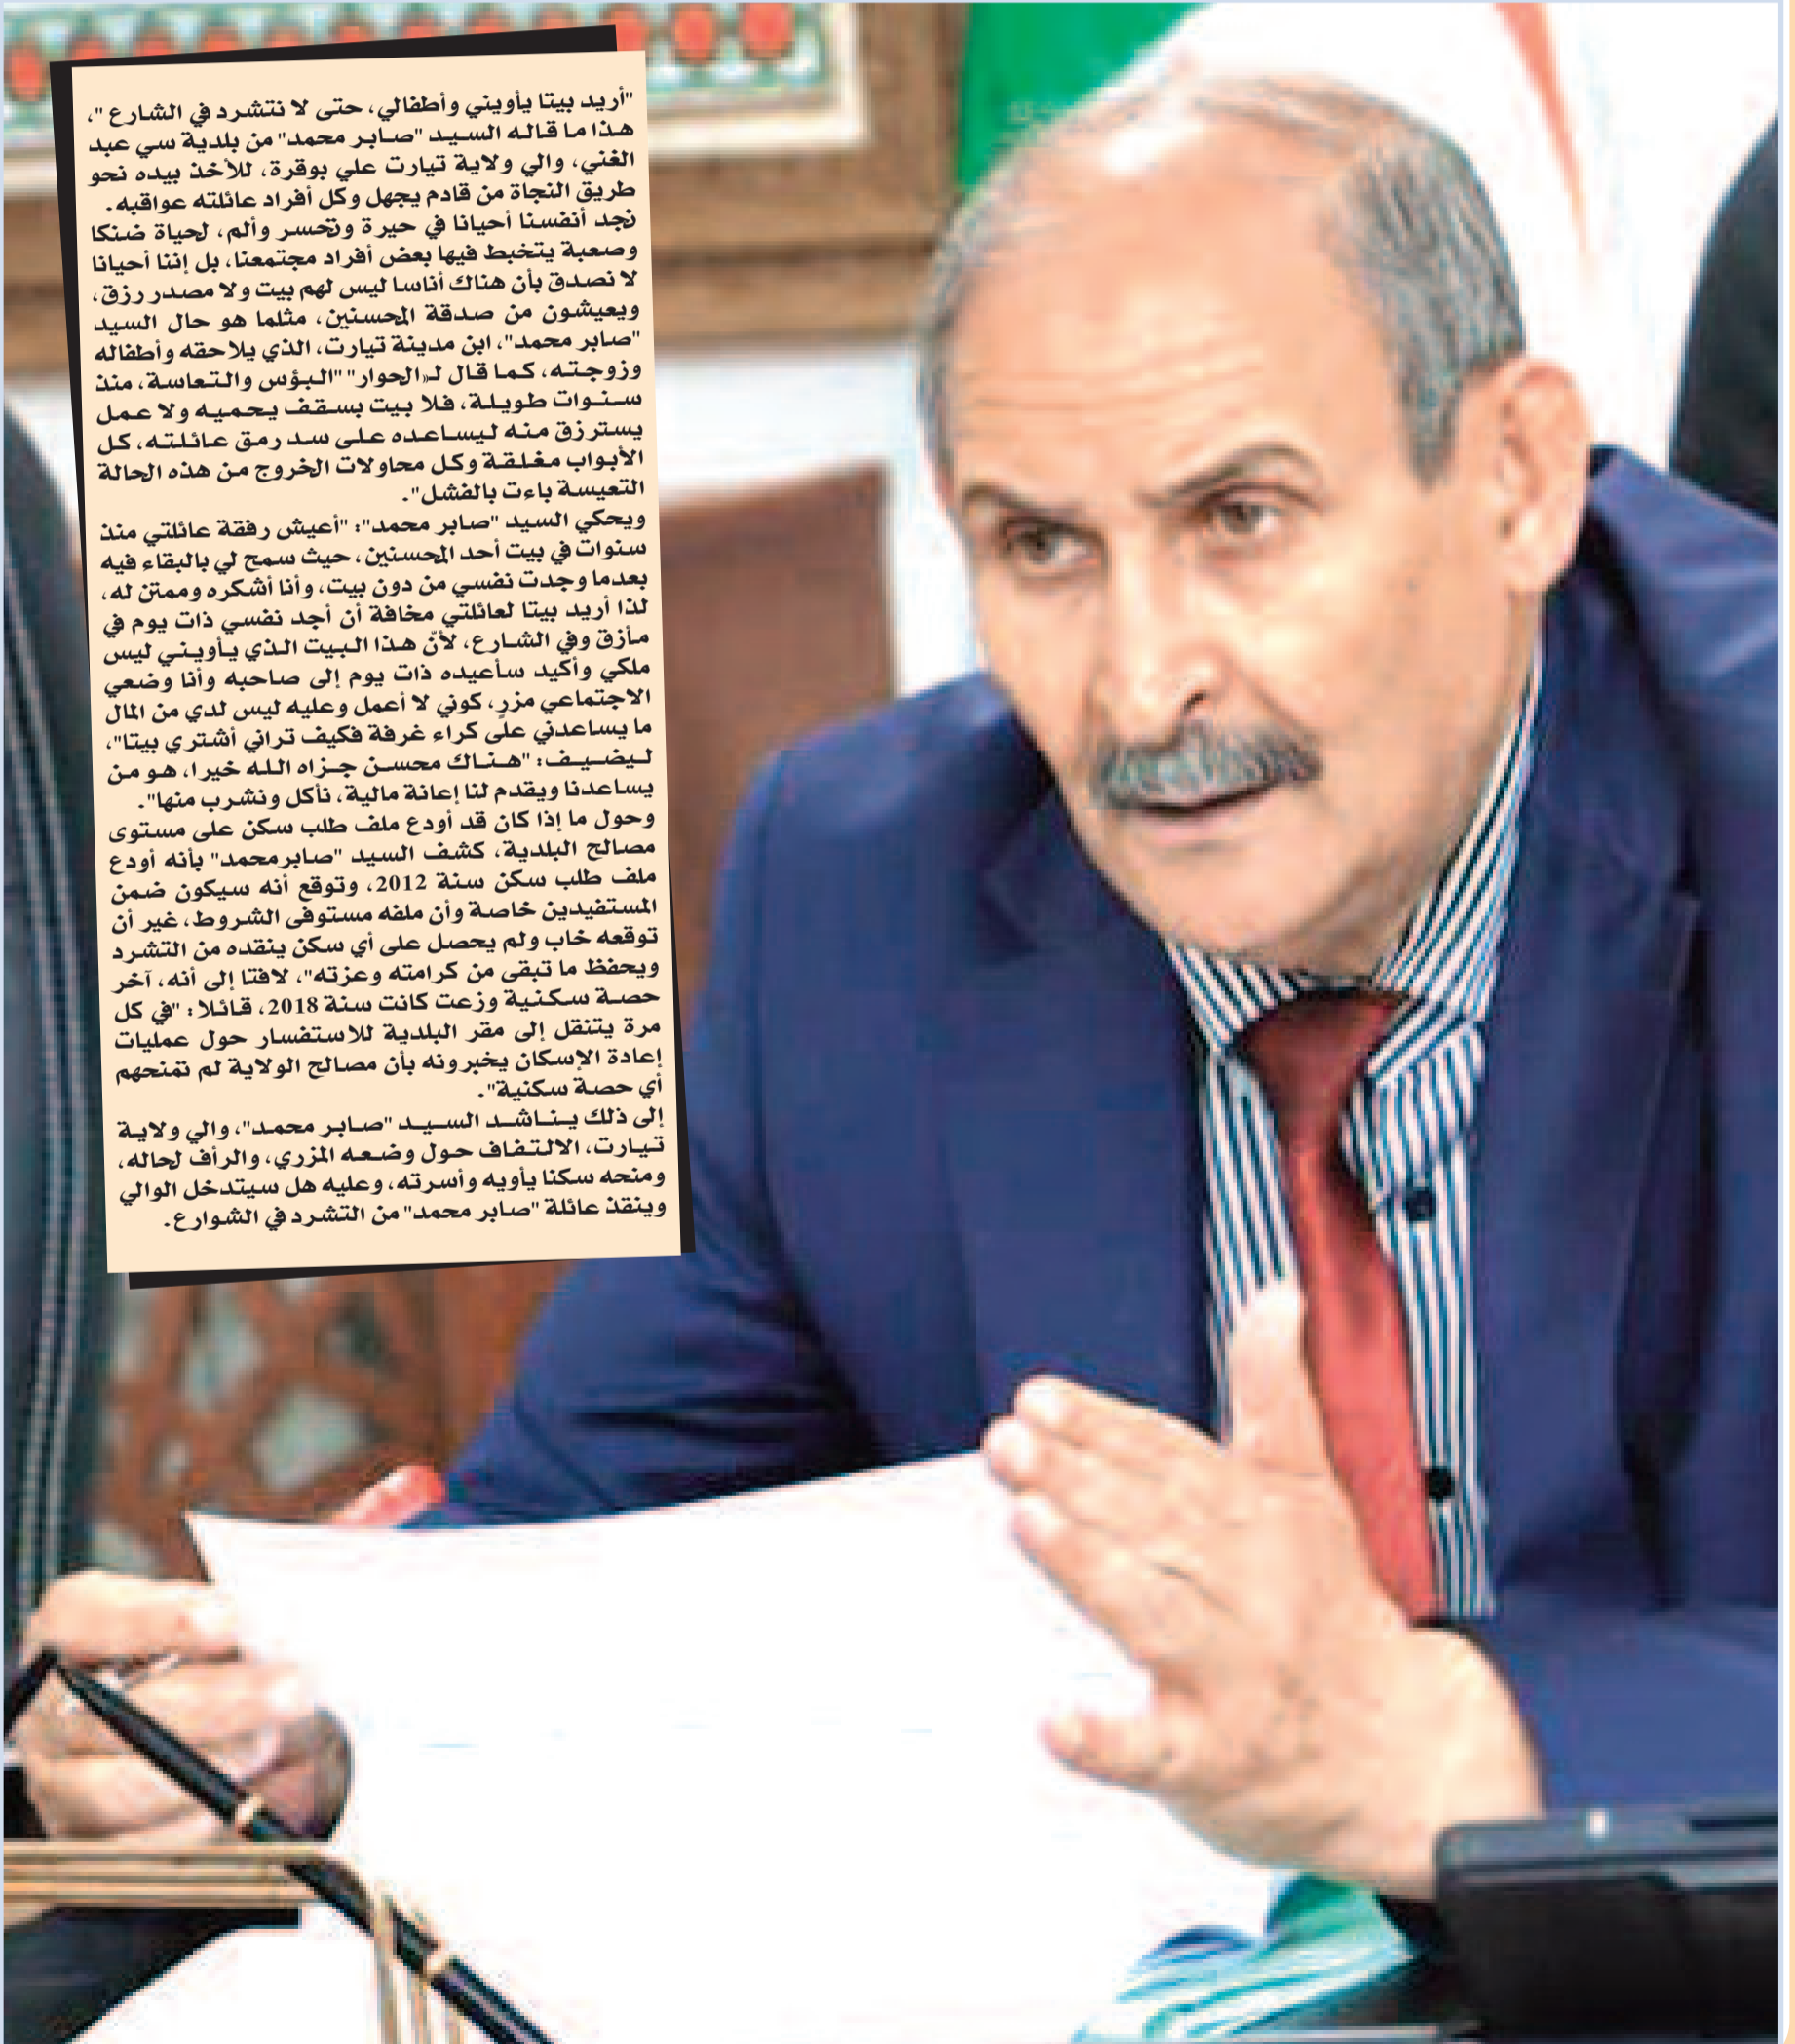 "أريد بيتا يأويني وأطفالي، حتى لا نتشرد في الشارع "،
هذا ما قاله السيد "صابر محمد" من بلدية سي عبد
الغني، والي ولاية تيارت علي بوقرة، للأخذ بيده نحو
طريق النجاة من قادم يجهل وكل أفراد عائلته عواقبه.
نجد أنفسنا أحيانا في حيرة وتحسر وألم، لحياة ضنكا
وصعبة يتخبط فيها بعض أفراد مجتمعنا، بل إننا أحيانا
لا نصدق بأن هناك أناسا ليس لهم بيت ولا مصدر رزق،
ويعيشون من صدقة المحسنين، مثلما هو حال السيد
"صابر محمد"، ابن مدينة تيارت، الذي يلاحقه وأطفاله
وزوجته، كما قال لـ«الحوار" "البؤس والتعاسة، منذ
سنوات طويلة، فلا بيت بسقف يحميه ولا عمل
يسترزق منه ليساعده على سد رمق عائلته، كل
الأبواب مغلقة وكل محاولات الخروج من هذه الحالة
التعيسة باءت بالفشل".
ويحكي السيد "صابر محمد": "أعيش رفقة عائلتي منذ
سنوات في بيت أحد المحسنين، حيث سمح لي بالبقاء فيه
بعدما وجدت نفسي من دون بيت، وأنا أشكره وممتن له،
لذا أريد بيتا لعائلتي مخافة أن أجد نفسي ذات يوم في
مأزق وفي الشارع، لأنّ هذا البيت الذي يأويني ليس
ملكي وأكيد سأعيده ذات يوم إلى صاحبه وأنا وضعي
الاجتماعي مزرٍ، كوني لا أعمل وعليه ليس لدي من المال
ما يساعدني على كراء غرفة فكيف تراني أشتري بيتا"،
ليضيف: "هناك محسن جزاه الله خيرا، هو من
يساعدنا ويقدم لنا إعانة مالية، نأكل ونشرب منها".
وحول ما إذا كان قد أودع ملف طلب سكن على مستوى
مصالح البلدية، كشف السيد "صابرمحمد" بأنه أودع
ملف طلب سكن سنة 2012، وتوقع أنه سيكون ضمن
المستفيدين خاصة وأن ملفه مستوفى الشروط، غير أن
توقعه خاب ولم يحصل على أي سكن ينقده من التشرد
ويحفظ ما تبقى من كرامته وعزته"، لافتا إلى أنه، آخر
حصة سكنية وزعت كانت سنة 2018، قائلا: "في كل
مرة يتنقل إلى مقر البلدية للاستفسار حول عمليات
إعادة الإسكان يخبرونه بأن مصالح الولاية لم تمنحهم
أي حصة سكنية".
إلى ذلك يناشد السيد "صابر محمد"، والي ولاية
تيارت، الالتفاف حول وضعه المزري، والرأف لحاله،
ومنحه سكنا يأويه وأسرته، وعليه هل سيتدخل الوالي
وينقذ عائلة "صابر محمد" من التشرد في الشوارع.